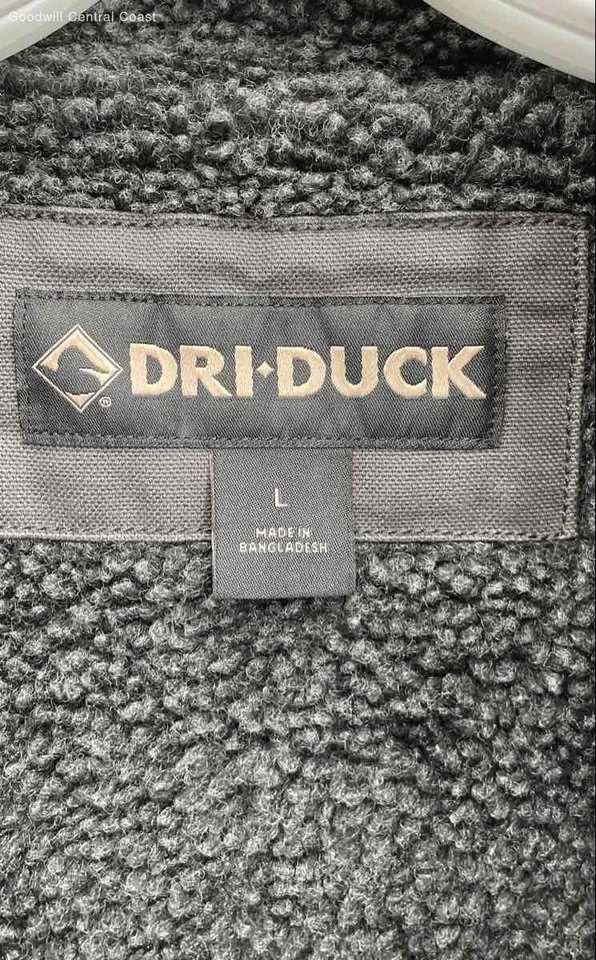 Goodwill Central Coast
DRI·DUCK
L
MADE IN
BANGLADESH